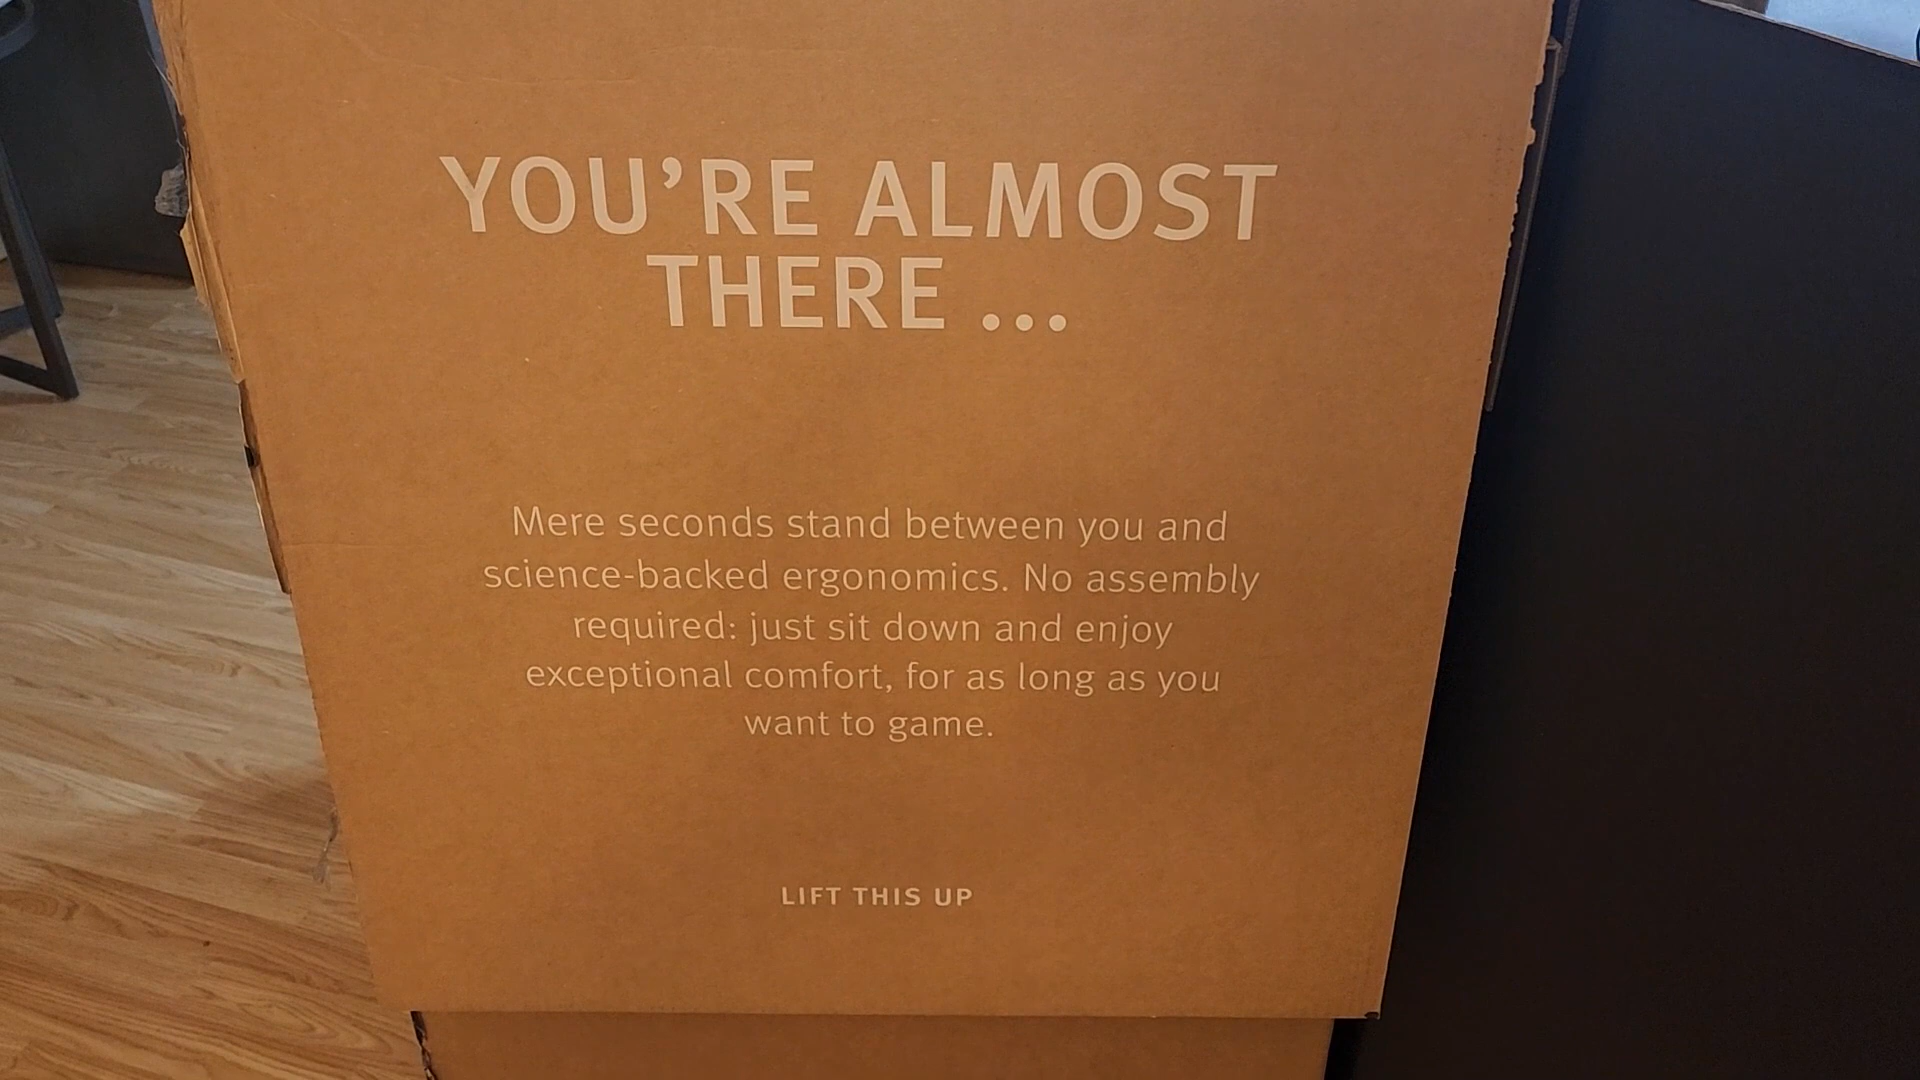 YOU’RE ALMOST
THERE ...
Mere seconds stand between you and
science-backed ergonomics. No assembly
required: just sit down and enjoy
exceptional comfort, for as long as you
want to game.
LIFT THIS UP